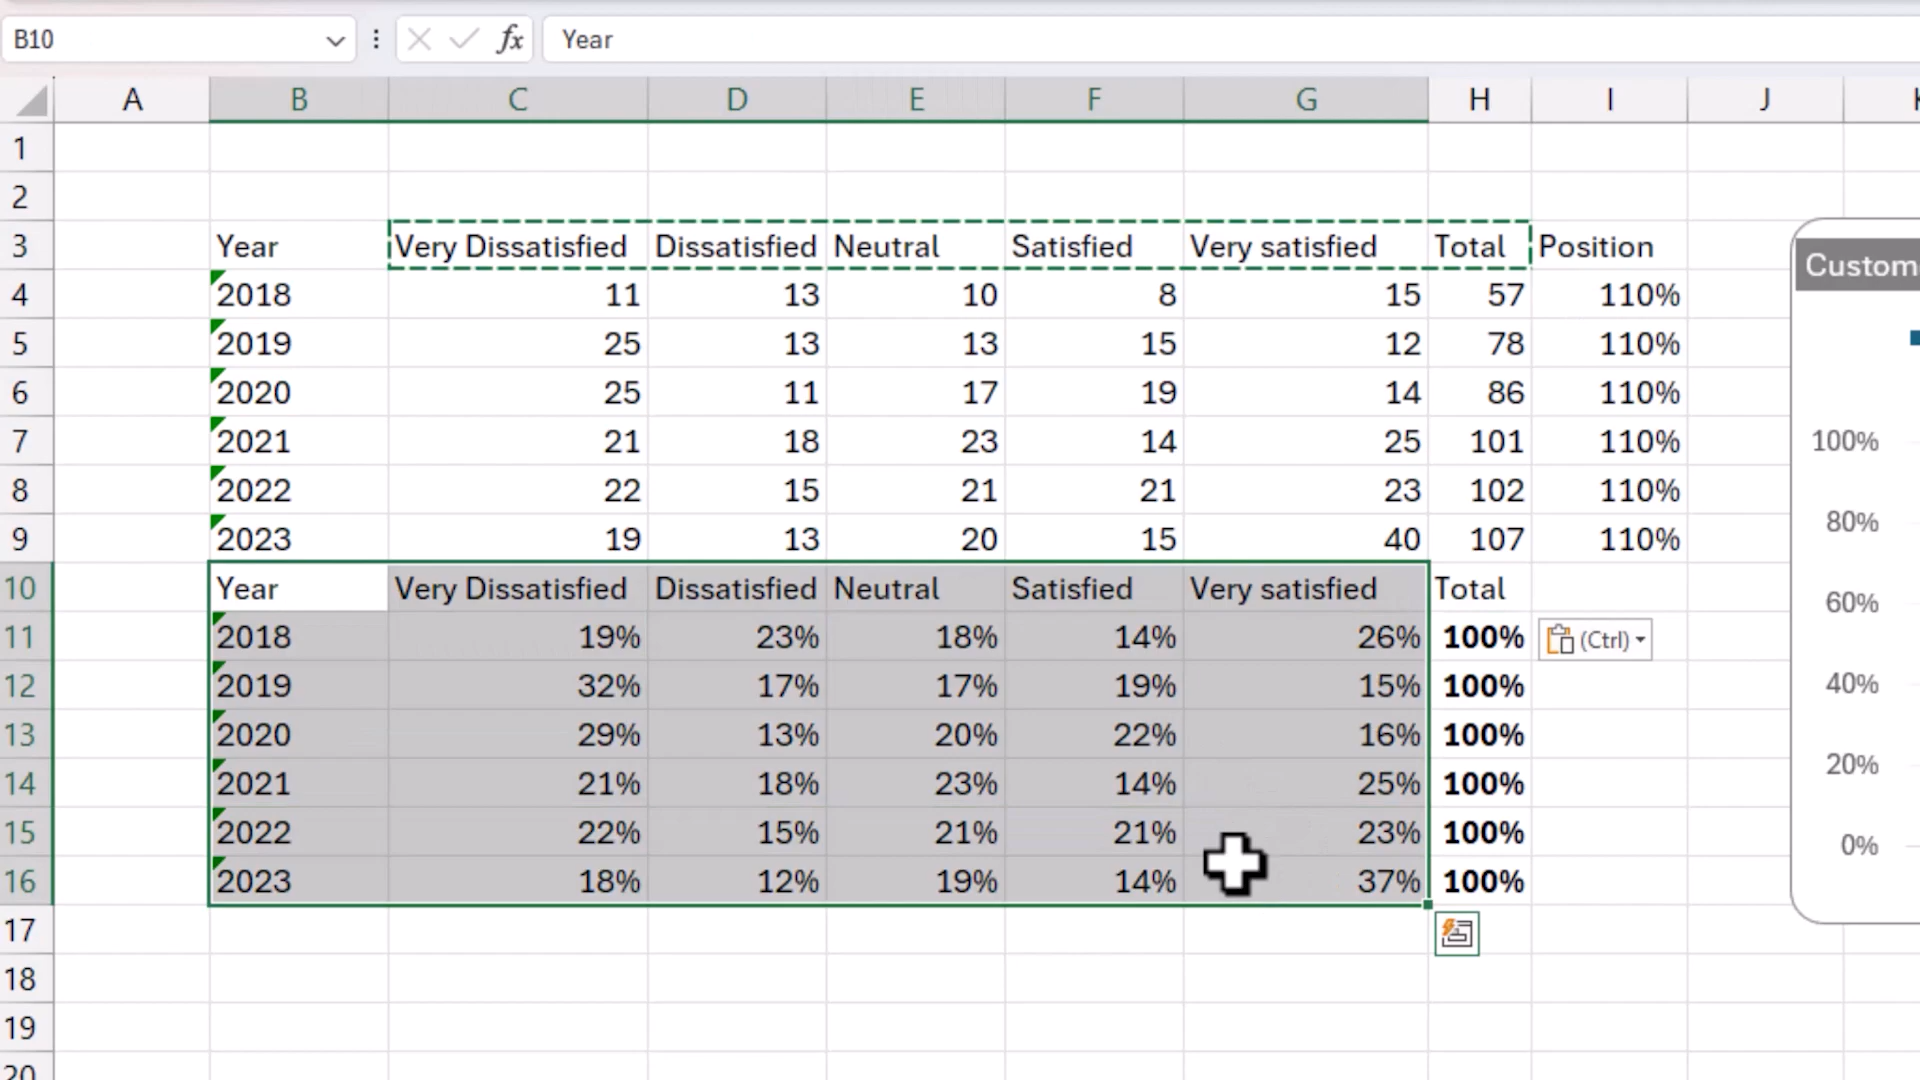 B10 fx Year
A B C D E F G H I J
1
2
3 Year Very Dissatisfied Dissatisfied Neutral Satisfied Very satisfied Total Position
Custom
4 2018 11 13 10 8 15 57 110%
5 2019 25 13 13 15 12 78 110%
6 2020 25 11 17 19 14 86 110%
7 2021 21 18 23 14 25 101 110% 100%
8 2022 22 15 21 21 23 102 110% 80%
9 2023 19 13 20 15 40 107 110%
10 Year Very Dissatisfied Dissatisfied Neutral Satisfied Very satisfied Total 60%
11 2018 19% 23% 18% 14% 26% 100% (Ctrl)
12 2019 32% 17% 17% 19% 15% 100% 40%
13 2020 29% 13% 20% 22% 16% 100%
14 2021 21% 18% 23% 14% 25% 100% 20%
15 2022 22% 15% 21% 21% 23% 100% 0%
16 2023 18% 12% 19% 14% 37% 100%
17
18
19
20